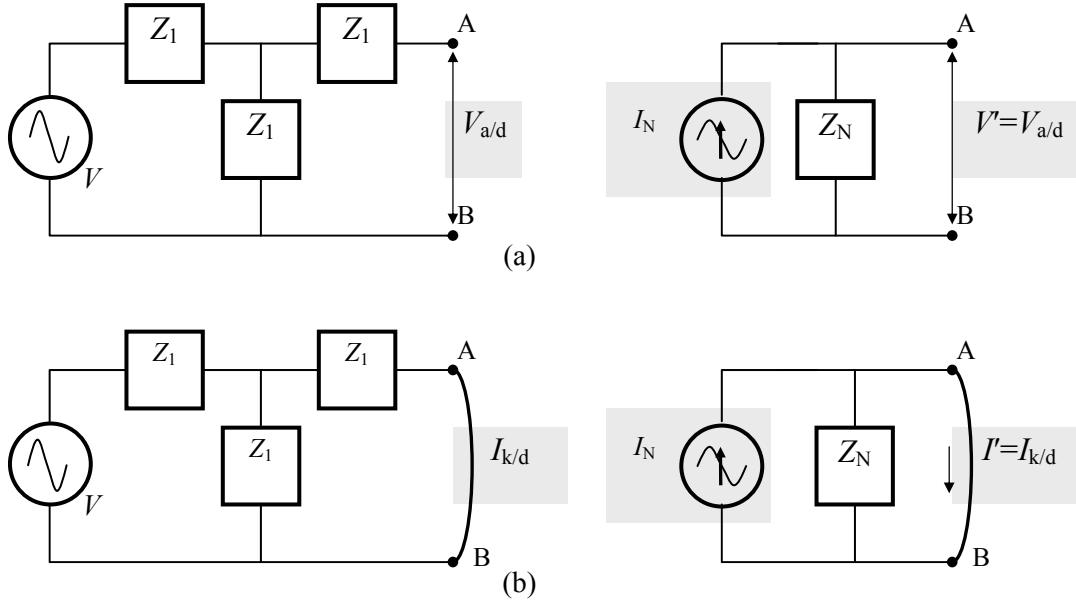 Z1 Z1 A
Z1 Va/d
V
B
IN ZN V'=Va/d
A
B
(a)
Z1 Z1 A
Z1 Ik/d
V
B
IN ZN I'=Ik/d
A
B
(b)